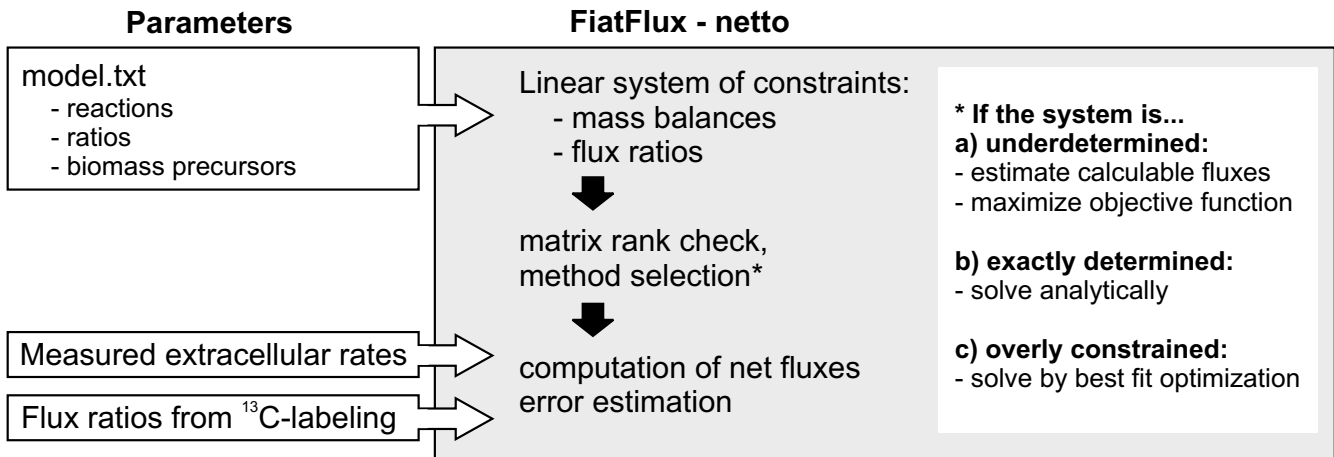 Parameters
FiatFlux - netto
model.txt
- reactions
- ratios
- biomass precursors
Linear system of constraints:
- mass balances
- flux ratios
matrix rank check,
method selection*
Measured extracellular rates
Flux ratios from ¹³C-labeling
computation of net fluxes
error estimation
* If the system is...
a) underdetermined:
- estimate calculable fluxes
- maximize objective function
b) exactly determined:
- solve analytically
c) overly constrained:
- solve by best fit optimization